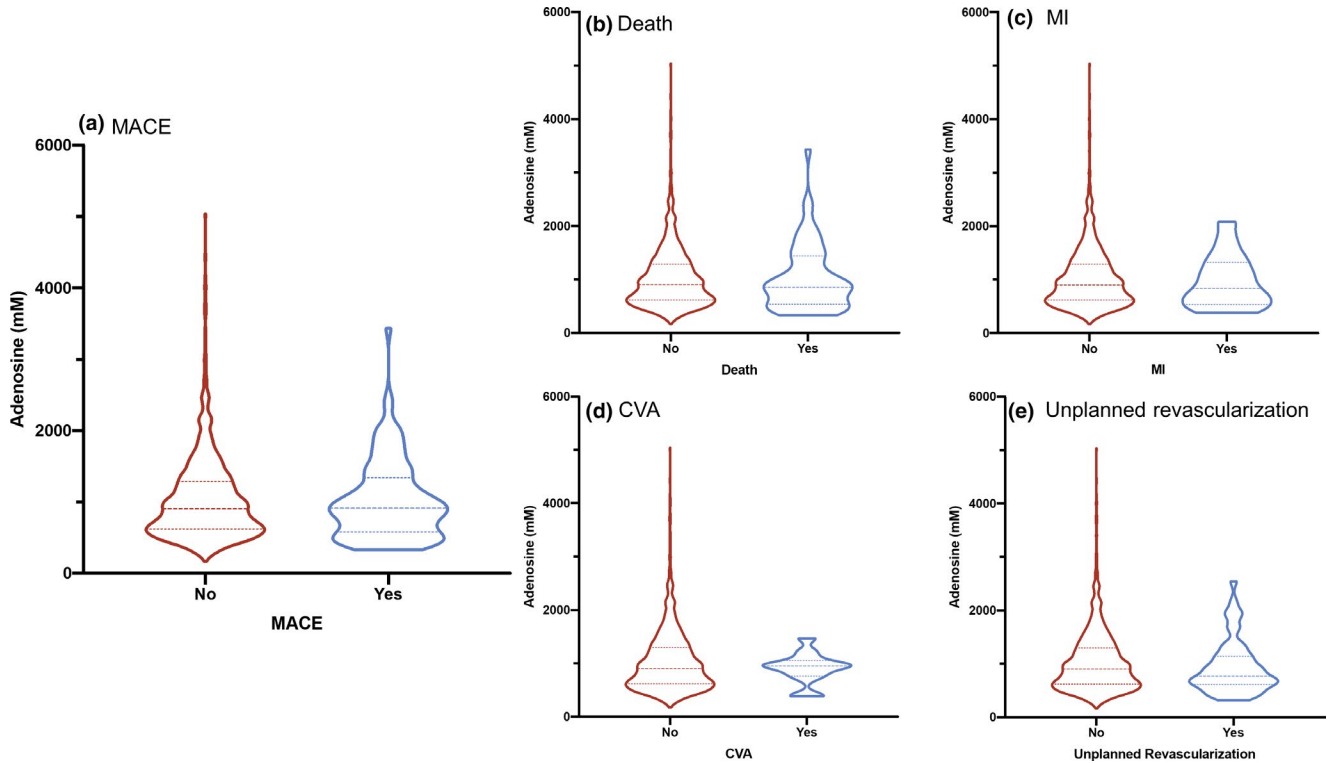 (a) MACE
6000
4000
2000
0
Adenosine (mM)
No Yes
MACE
(b) Death
6000
4000
2000
0
Adenosine (mM)
No Yes
Death
(c) MI
6000
4000
2000
0
Adenosine (mM)
No Yes
MI
(d) CVA
6000
4000
2000
0
Adenosine (mM)
No Yes
CVA
(e) Unplanned revascularization
6000
4000
2000
0
Adenosine (mM)
No Yes
Unplanned Revascularization